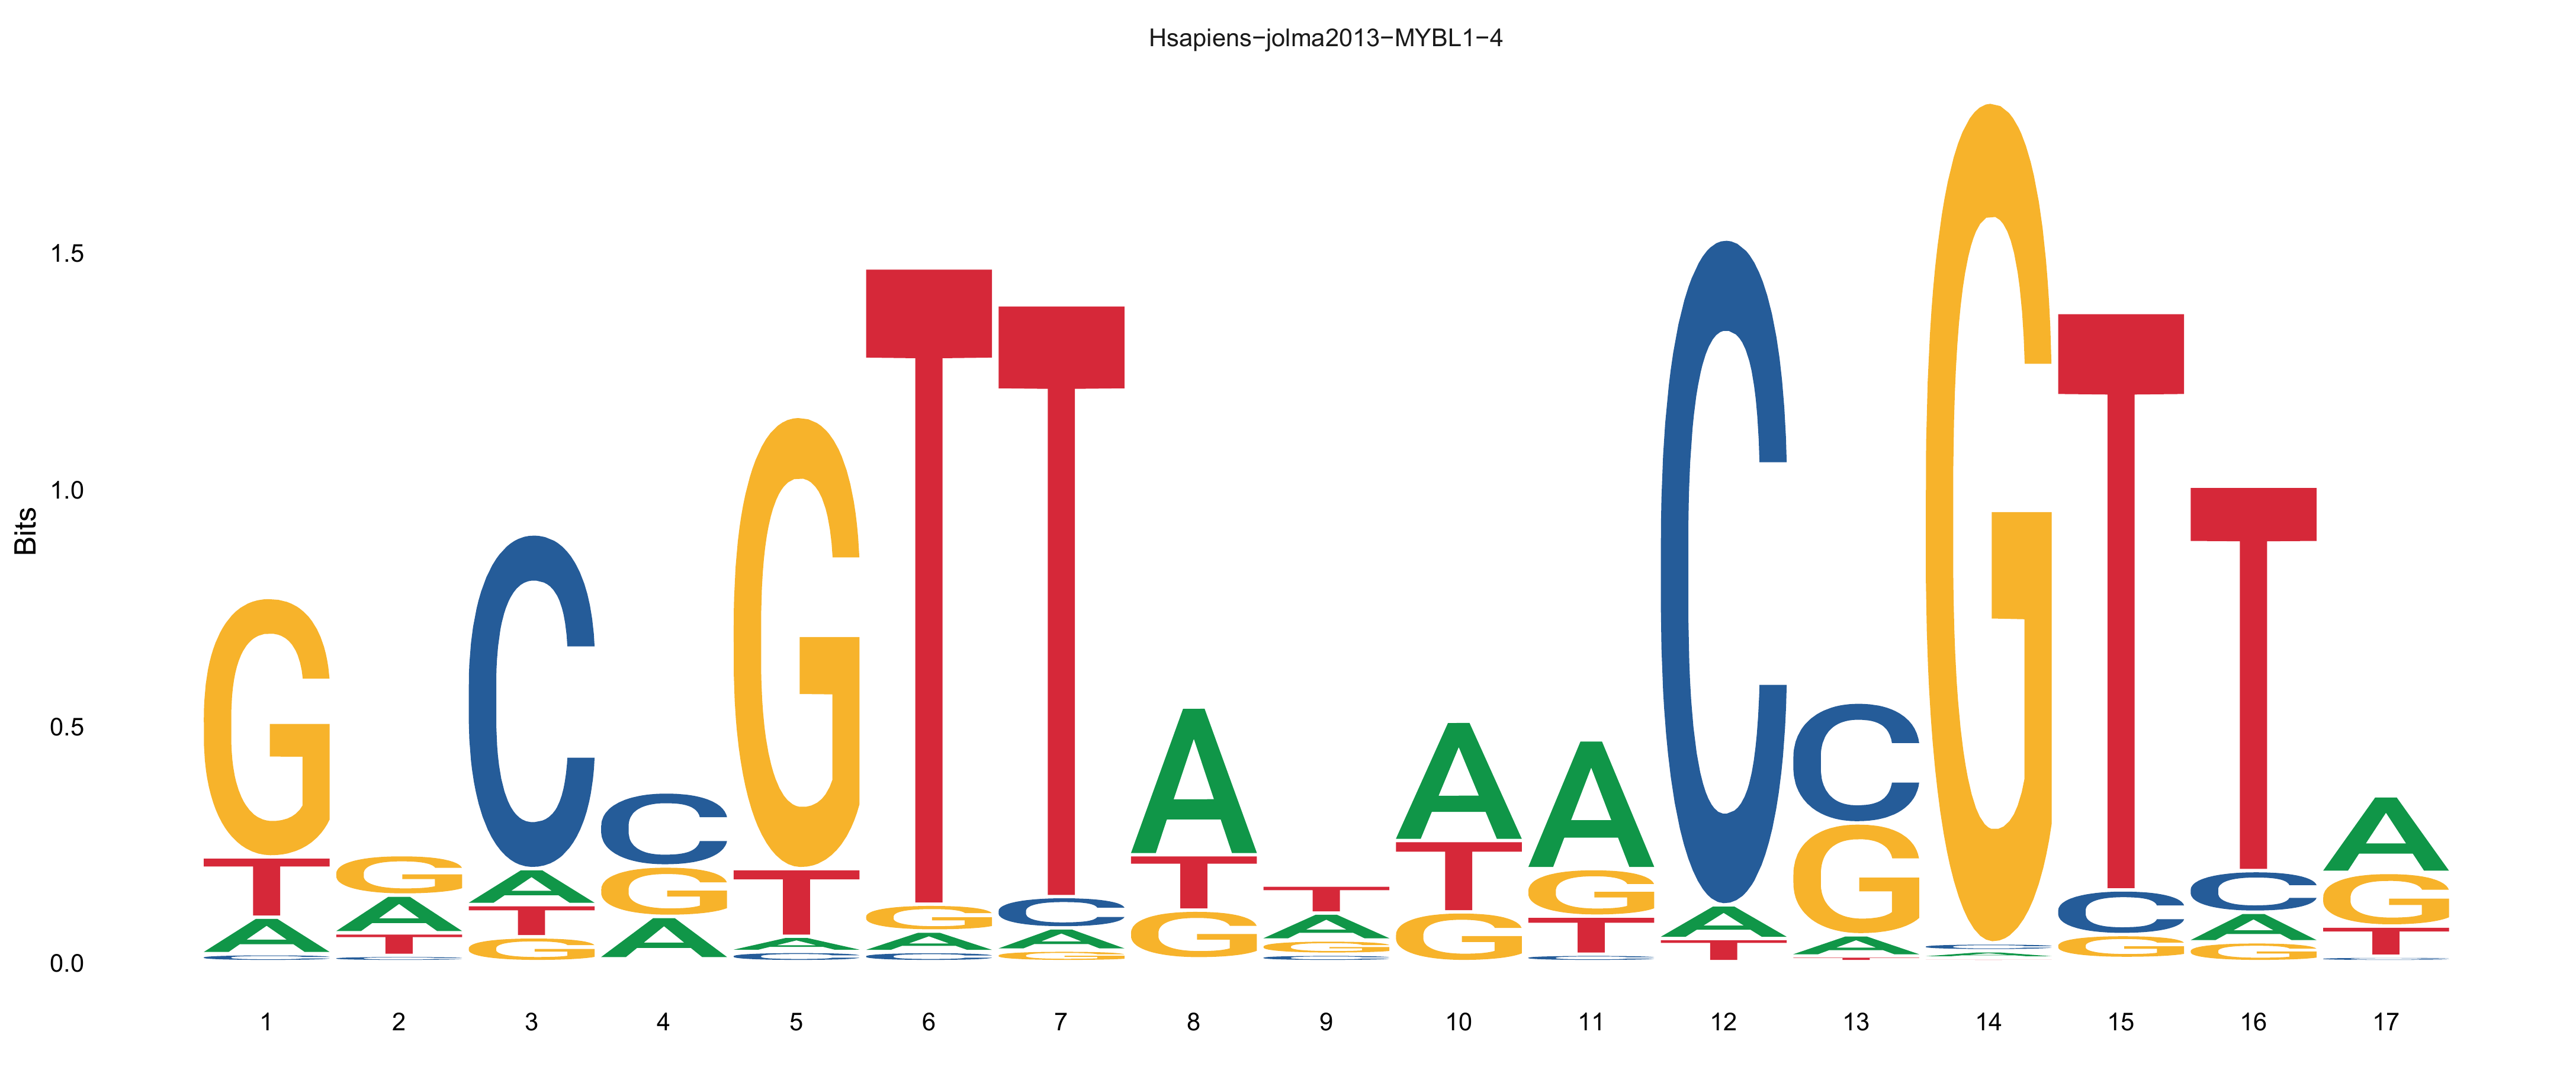 Hsapiens−jolma2013−MYBL1−4
Bits
1.5
1.0
0.5
0.0
G T A C
G A T C
C A T G
C G A
G T A C
T G A C
T C A G
A T G
T A G C
A T G
A G T C
C A T
C G A T
G C A
T C G
T C A G
A G T C
1 2 3 4 5 6 7 8 9 10 11 12 13 14 15 16 17